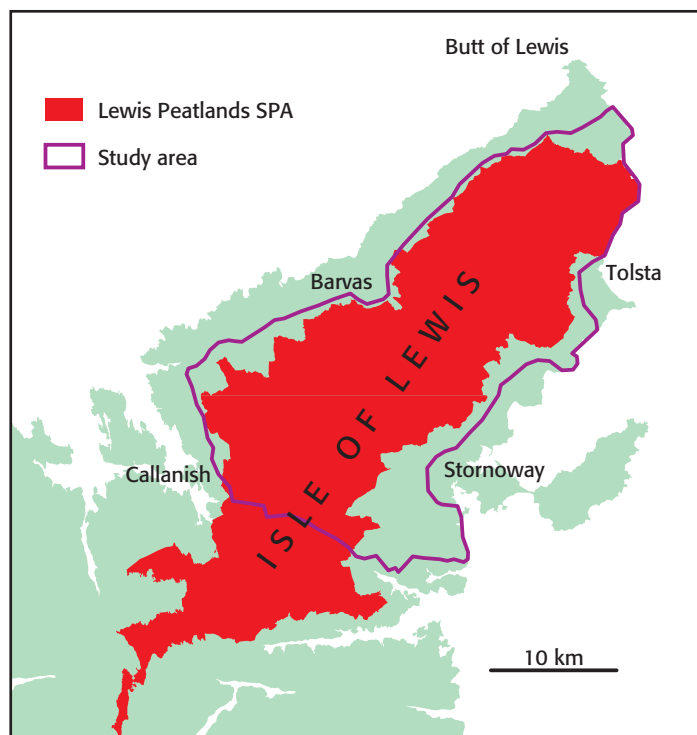 Butt of Lewis
Lewis Peatlands SPA
Study area
Barvas
Tolsta
ISLE OF LEWIS
Callanish
Stornoway
10 km